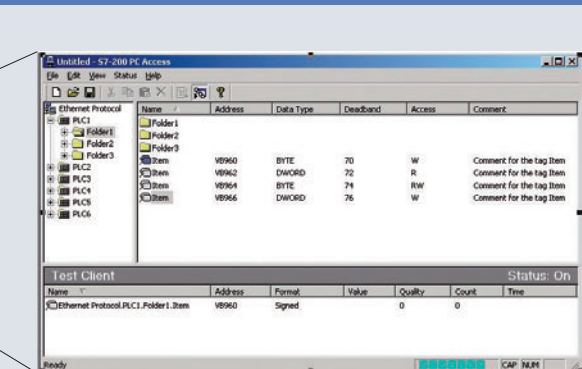 Untitled - S7-200 PC Access
File Edit View Status Help
Ethernet Protocol
PLC1
Folder1
Folder2
Folder3
PLC2
PLC3
PLC4
PLC5
PLC6
Name Address Data Type Deadband Access Comment
Folder1
Folder2
Folder3
Item VB960 BYTE 70 W Comment for the tag Item
Item VB962 DWORD 72 R Comment for the tag Item
Item VB964 BYTE 74 RW Comment for the tag Item
Item VB966 DWORD 76 W Comment for the tag Item
Test Client Status: On
Name Address Format Value Quality Count Time
Ethernet Protocol.PLC1.Folder1.Item VB960 Signed 0 0
Ready CAP NUM